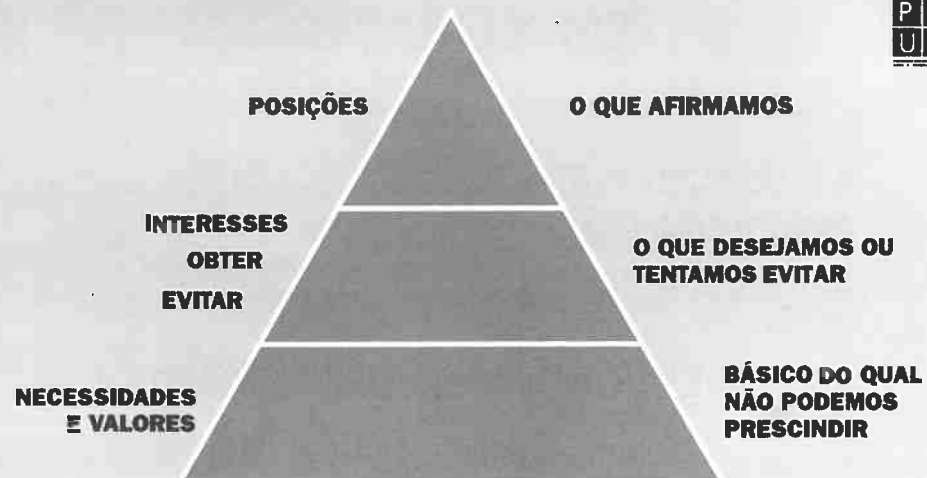 P
U
POSIÇÕES
O QUE AFIRMAMOS
INTERESSES
OBTER
EVITAR
O QUE DESEJAMOS OU
TENTAMOS EVITAR
NECESSIDADES
E VALORES
BÁSICO DO QUAL
NÃO PODEMOS
PRESCINDIR